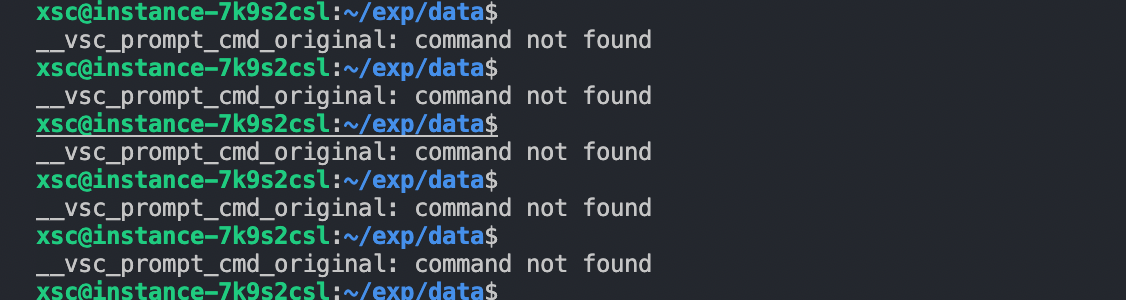 xsc@instance-7k9s2csl:~/exp/data$
__vsc_prompt_cmd_original: command not found
xsc@instance-7k9s2csl:~/exp/data$
__vsc_prompt_cmd_original: command not found
xsc@instance-7k9s2csl:~/exp/data$
__vsc_prompt_cmd_original: command not found
xsc@instance-7k9s2csl:~/exp/data$
__vsc_prompt_cmd_original: command not found
xsc@instance-7k9s2csl:~/exp/data$
__vsc_prompt_cmd_original: command not found
xsc@instance-7k9s2csl:~/exp/data$